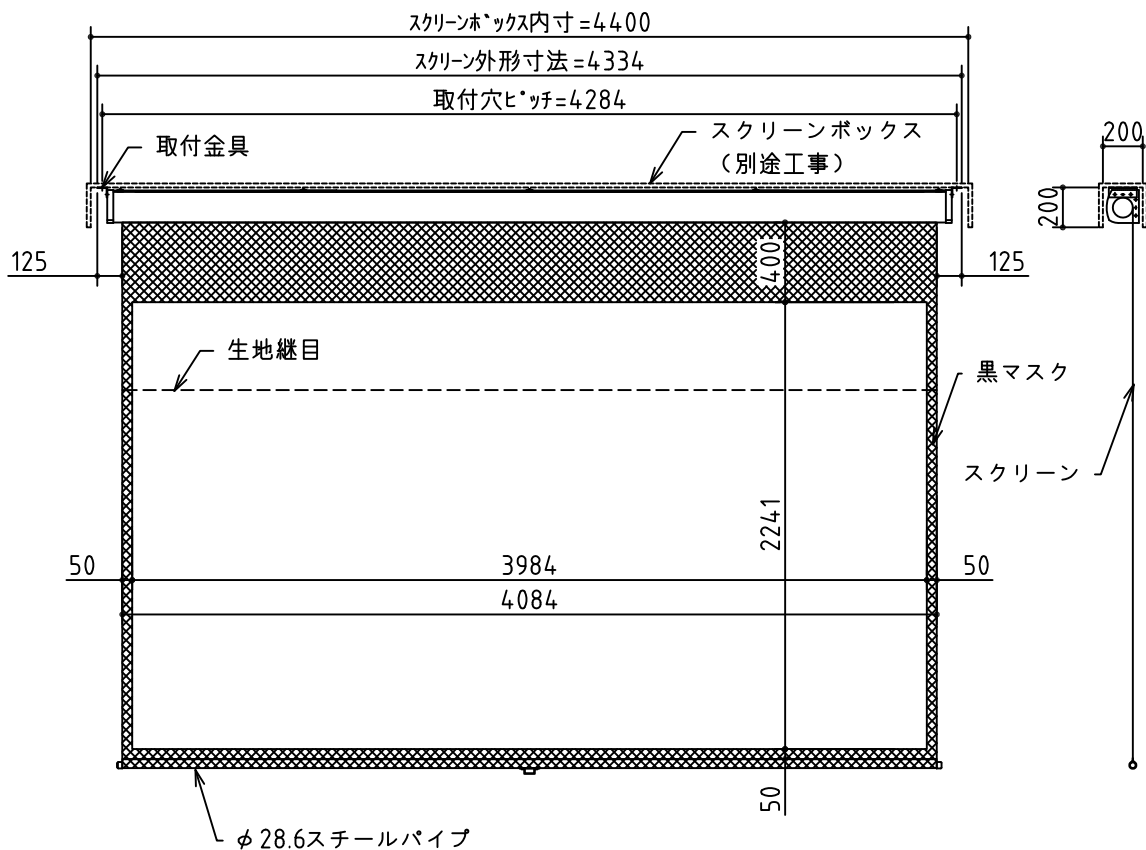 スクリーンボックス内寸=4400
スクリーン外形寸法=4334
取付穴ピッチ=4284
取付金具
スクリーンボックス
（別途工事）
200
200
125
400
125
生地継目
黒マスク
スクリーン
2241
50
3984
50
4084
50
φ28.6スチールパイプ